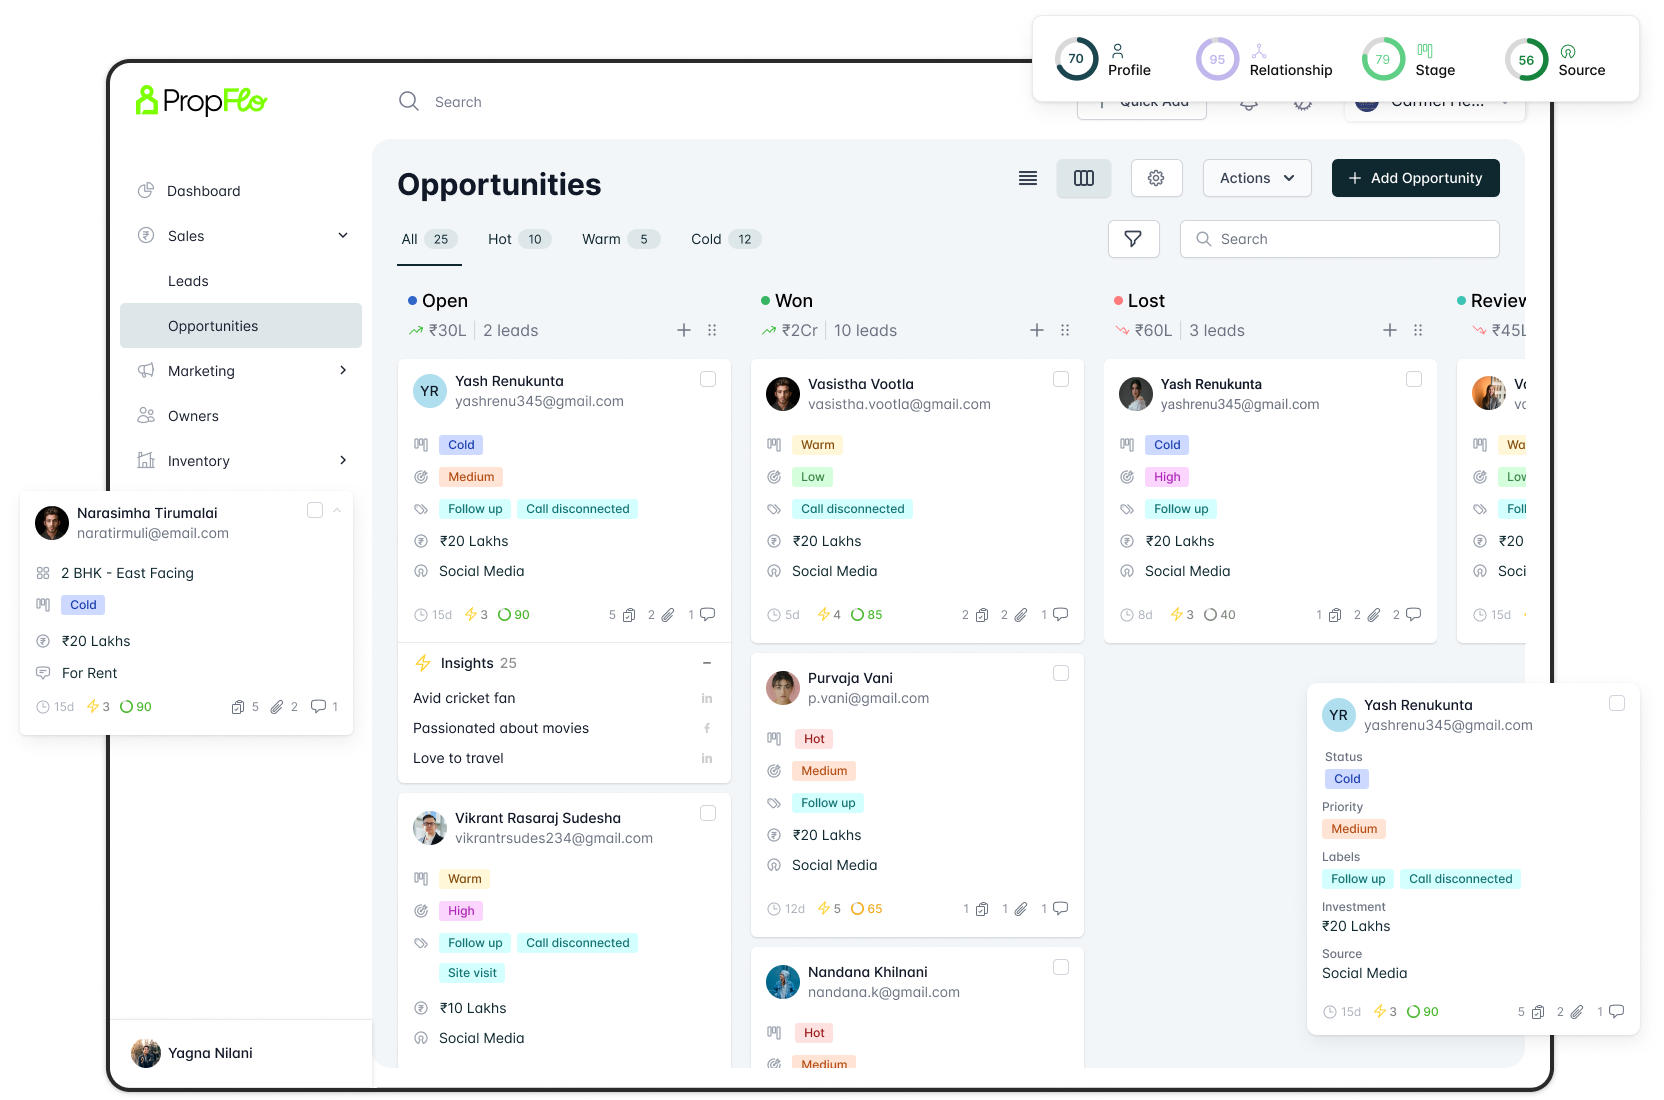 70 Profile
95 Relationship
79 Stage
56 Source
PropFlo
Search
Quick Add
Dashboard
Sales
Leads
Opportunities
Marketing
Owners
Inventory
Opportunities
Actions
+ Add Opportunity
All 25
Hot 10
Warm 5
Cold 12
Search
Open
₹30L | 2 leads
YR
Yash Renukunta
yashrenu345@gmail.com
Cold
Medium
Follow up Call disconnected
₹20 Lakhs
Social Media
15d 3 90 5 2 1
Insights 25
Avid cricket fan in
Passionated about movies f
Love to travel in
Vikrant Rasaraj Sudesha
vikrantrsudes234@gmail.com
Warm
High
Follow up Call disconnected
Site visit
₹10 Lakhs
Social Media
Won
₹2Cr | 10 leads
Vasistha Vootla
vasistha.vootla@gmail.com
Warm
Low
Call disconnected
₹20 Lakhs
Social Media
5d 4 85 2 2 1
Purvaja Vani
p.vani@gmail.com
Hot
Medium
Follow up
₹20 Lakhs
Social Media
12d 5 65 1 1 1
Nandana Khilnani
nandana.k@gmail.com
Hot
Medium
Lost
₹60L | 3 leads
Yash Renukunta
yashrenu345@gmail.com
Cold
High
Follow up
₹20 Lakhs
Social Media
8d 3 40 1 2 2
Review
₹45L
₹20
15d
Narasimha Tirumalai
naratirmuli@email.com
2 BHK - East Facing
Cold
₹20 Lakhs
For Rent
15d 3 90 5 2 1
YR
Yash Renukunta
yashrenu345@gmail.com
Status
Cold
Priority
Medium
Labels
Follow up Call disconnected
Investment
₹20 Lakhs
Source
Social Media
15d 3 90 5 2 1
Yagna Nilani